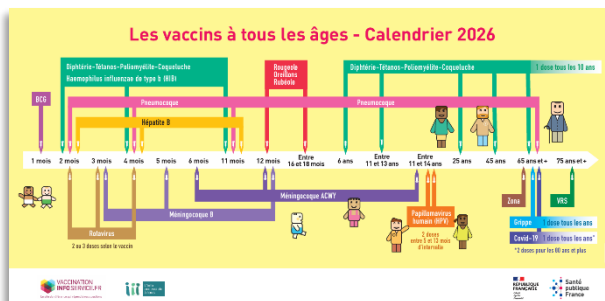 Les vaccins à tous les âges - Calendrier 2026
Diphtérie-Tétanos-Poliomyélite-Coqueluche
Haemophilus influenzae de type b (HIB)
Rougeole
Oreillons
Rubéole
Diphtérie-Tétanos-Poliomyélite-Coqueluche
1 dose tous les 10 ans
BCG
Pneumocoque
Pneumocoque
Hépatite B
1 mois
2 mois
3 mois
4 mois
5 mois
6 mois
11 mois
12 mois
Entre
16 et 18 mois
6 ans
Entre
11 et 13 ans
Entre
11 et 14 ans
25 ans
45 ans
65 ans et +
75 ans et +
Méningocoque ACWY
Méningocoque B
Rotavirus
2 ou 3 doses selon le vaccin
Papillomavirus
humain (HPV)
2 doses
entre 5 et 13 mois
d'intervalle
Zona
VRS
Grippe
1 dose tous les ans
Covid-19
1 dose tous les ans*
*2 doses pour les 80 ans et plus
VACCINATION
INFO SERVICE.FR
RÉPUBLIQUE
FRANÇAISE
Santé
publique
France